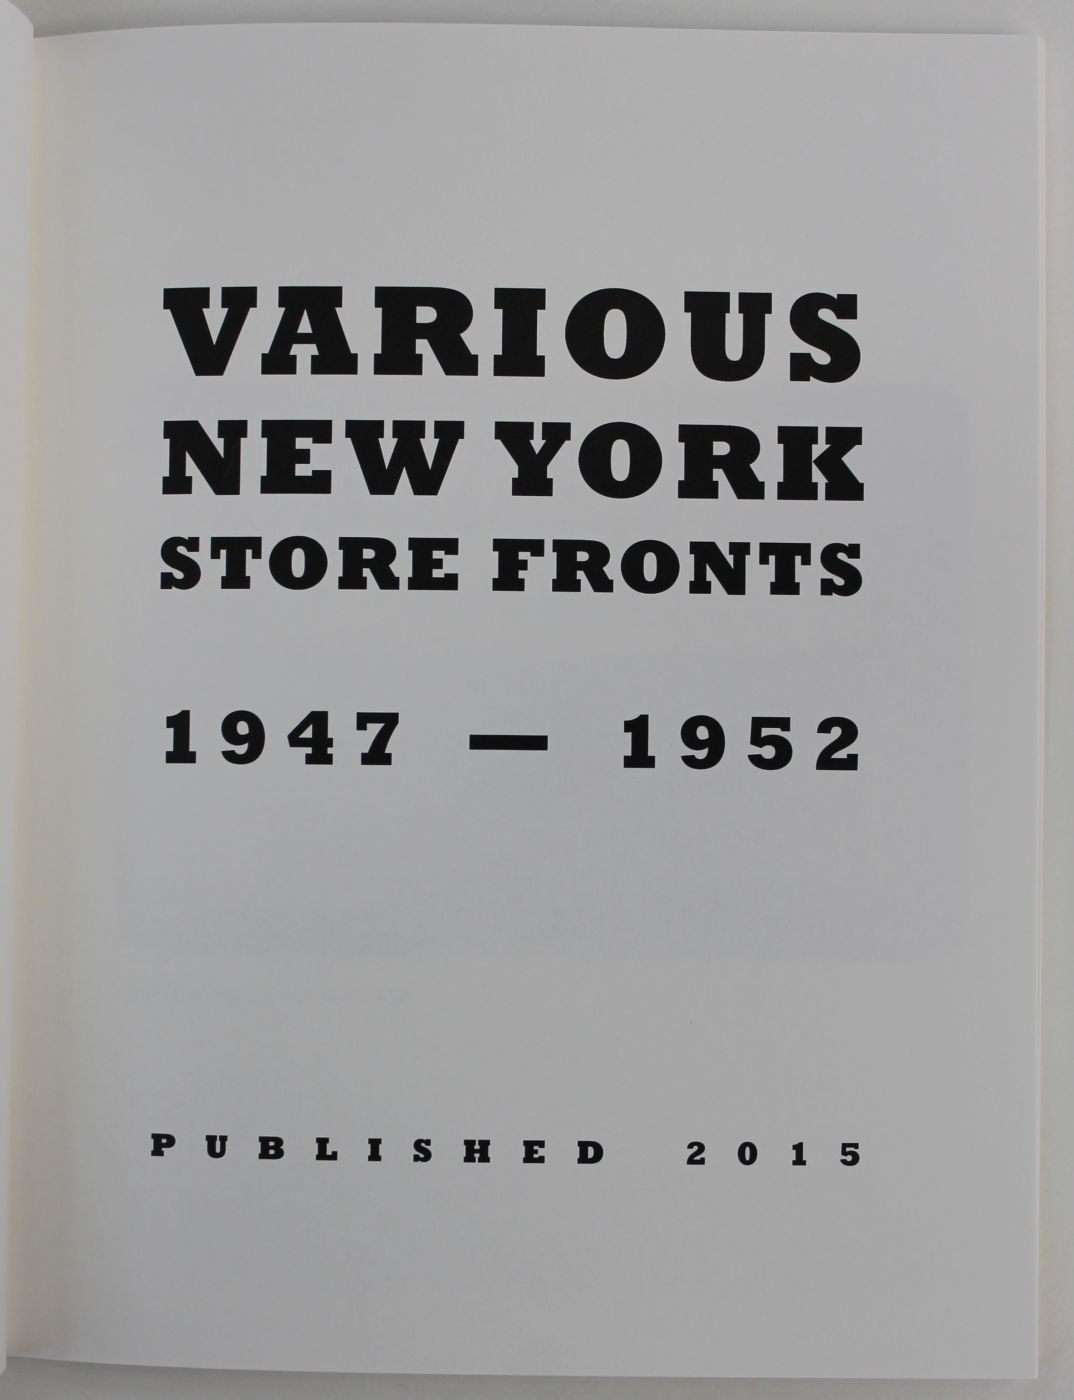 VARIOUS
NEW YORK
STORE FRONTS
1947 — 1952
PUBLISHED 2015